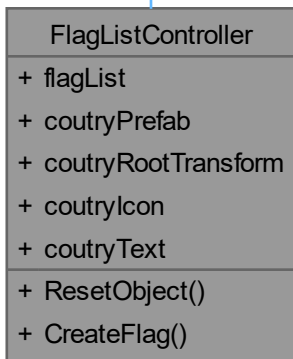 FlagListController
+ flagList
+ coutryPrefab
+ coutryRootTransform
+ coutryIcon
+ coutryText
+ ResetObject()
+ CreateFlag()